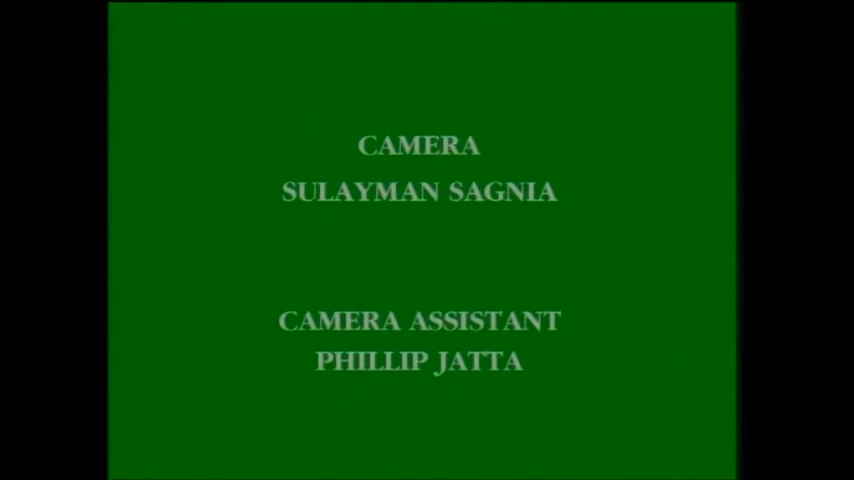 CAMERA
SULAYMAN SAGNIA
CAMERA ASSISTANT
PHILLIP JATTA